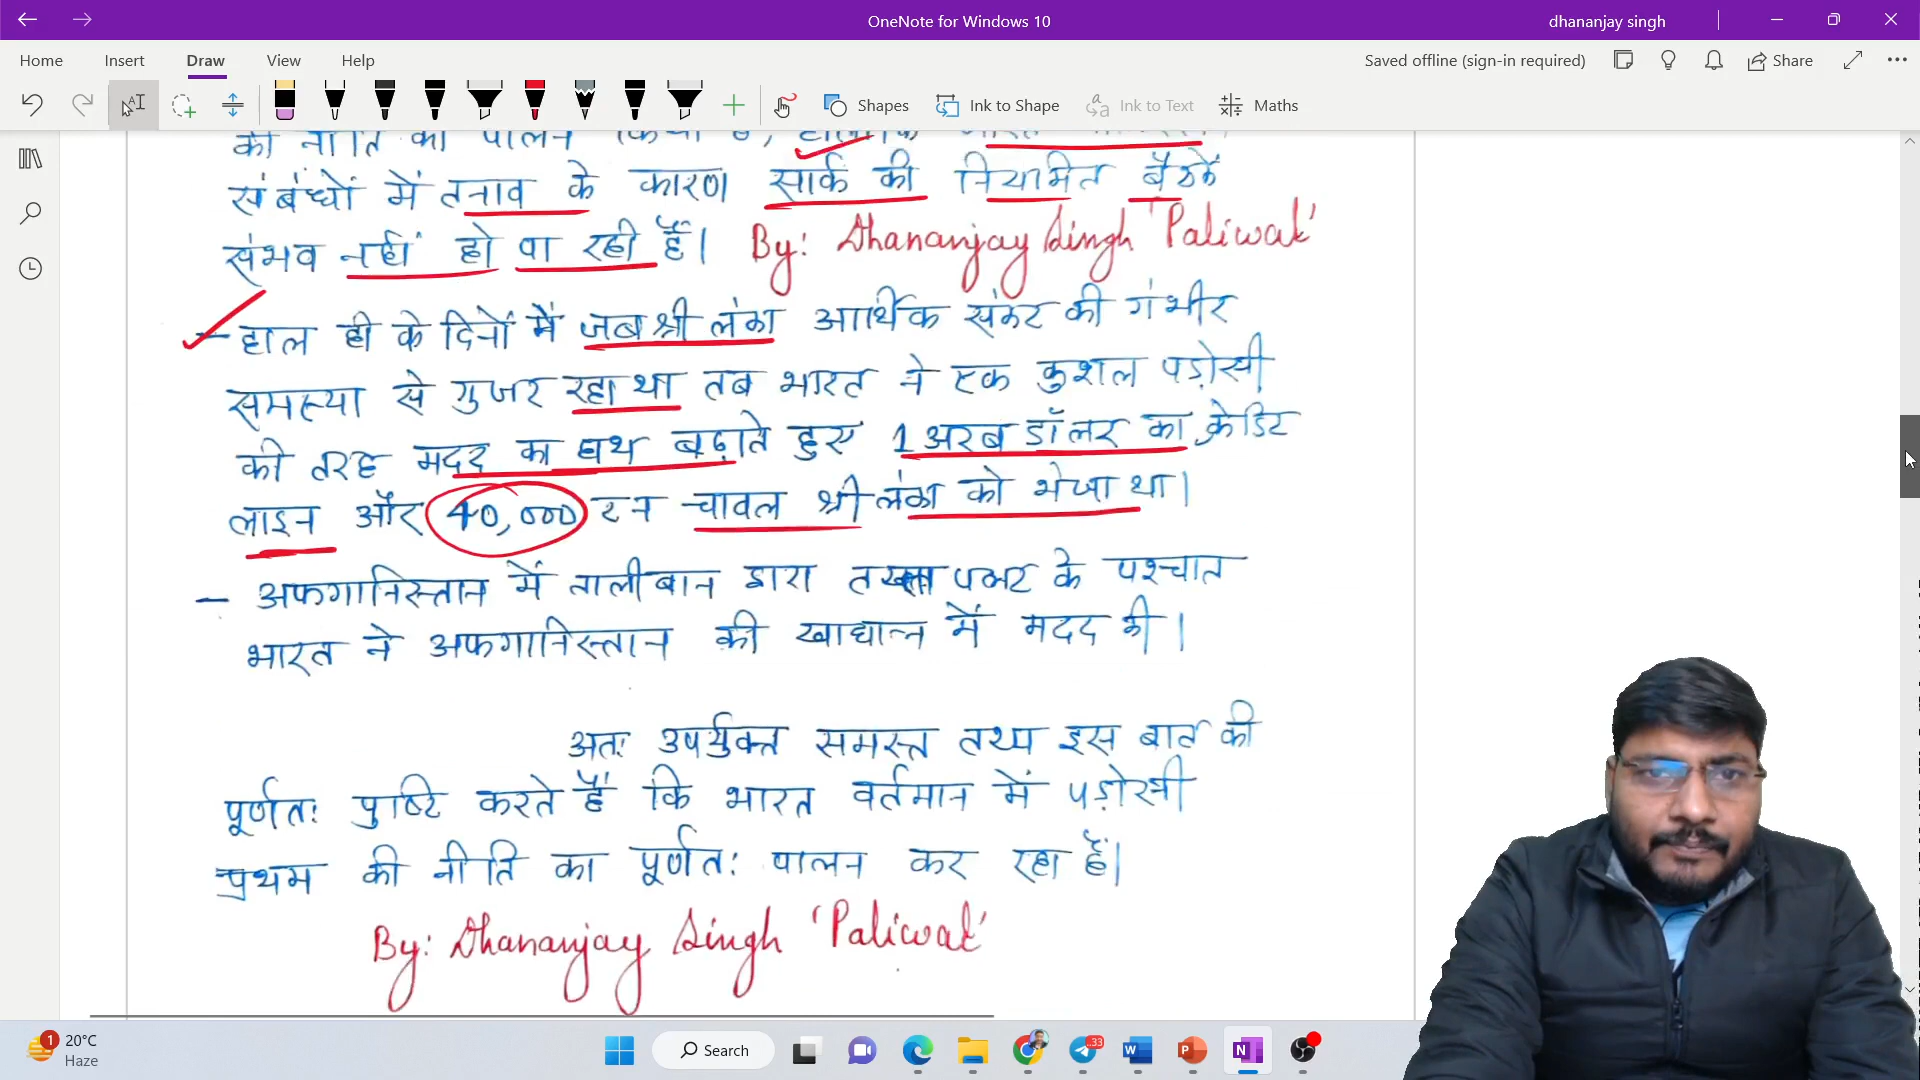 OneNote for Windows 10
dhananjay singh
Home Insert Draw View Help
Saved offline (sign-in required) Share
Shapes Ink to Shape Ink to Text Maths
की नीति का पालन किया है,
संबंधों में तनाव के कारण सार्क की नियमित बैठकें
संभव नहीं हो पा रही हैं। By: Dhananjay Singh 'Paliwal'
- हाल ही के दिनों में जब श्री लंका आर्थिक संकट की गंभीर
समस्या से गुजर रहा था तब भारत ने एक कुशल पड़ोसी
की तरह मदद का हाथ बढ़ाते हुए 1 अरब डॉलर का क्रेडिट
लाइन और 40,000 टन चावल श्री लंका को भेजा था।
- अफगानिस्तान में तालीबान द्वारा तख्ता पलट के पश्चात
भारत ने अफगानिस्तान की खाद्यान्न में मदद की।
अतः उपर्युक्त समस्त तथ्य इस बात की
पूर्णतः पुष्टि करते हैं कि भारत वर्तमान में पड़ोसी
प्रथम की नीति का पूर्णतः पालन कर रहा है।
By: Dhananjay Singh 'Paliwal'
1 20°C
Haze
Search
33